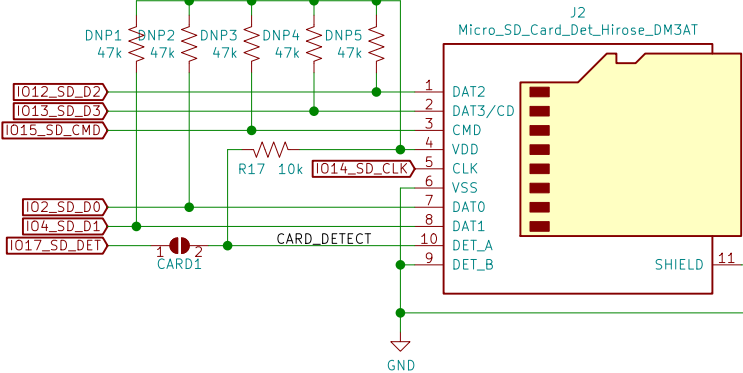 J2
Micro_SD_Card_Det_Hirose_DM3AT
DNP1 DNP2 DNP3 DNP4 DNP5
47k 47k 47k 47k 47k
IO12_SD_D2 1 DAT2
IO13_SD_D3 2 DAT3/CD
IO15_SD_CMD 3 CMD
4 VDD
R17 10k IO14_SD_CLK 5 CLK
6 VSS
IO2_SD_D0 7 DAT0
IO4_SD_D1 8 DAT1
IO17_SD_DET 1 2 CARD_DETECT 10 DET_A
CARD1 9 DET_B SHIELD 11
GND